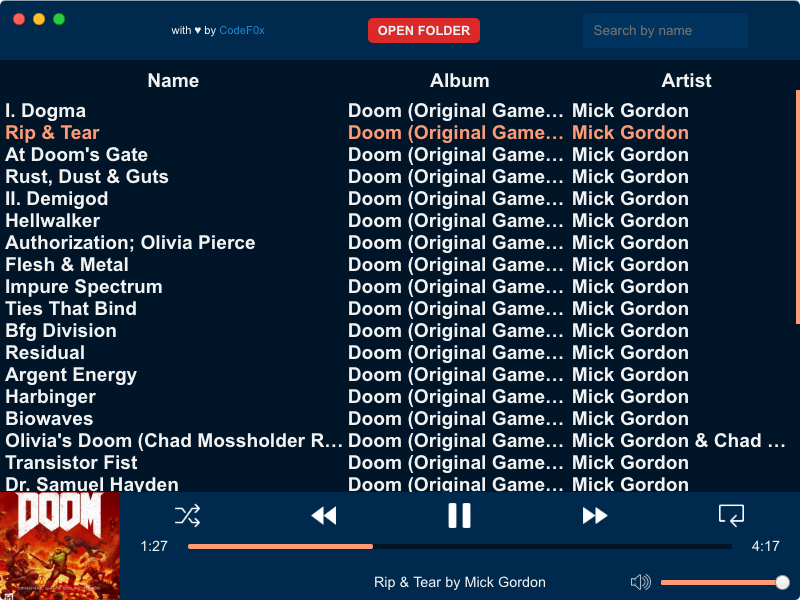 with ♥ by CodeF0x
OPEN FOLDER
Search by name
Name Album Artist
I. Dogma Doom (Original Game… Mick Gordon
Rip & Tear Doom (Original Game… Mick Gordon
At Doom's Gate Doom (Original Game… Mick Gordon
Rust, Dust & Guts Doom (Original Game… Mick Gordon
II. Demigod Doom (Original Game… Mick Gordon
Hellwalker Doom (Original Game… Mick Gordon
Authorization; Olivia Pierce Doom (Original Game… Mick Gordon
Flesh & Metal Doom (Original Game… Mick Gordon
Impure Spectrum Doom (Original Game… Mick Gordon
Ties That Bind Doom (Original Game… Mick Gordon
Bfg Division Doom (Original Game… Mick Gordon
Residual Doom (Original Game… Mick Gordon
Argent Energy Doom (Original Game… Mick Gordon
Harbinger Doom (Original Game… Mick Gordon
Biowaves Doom (Original Game… Mick Gordon
Olivia's Doom (Chad Mossholder R… Doom (Original Game… Mick Gordon & Chad …
Transistor Fist Doom (Original Game… Mick Gordon
Dr. Samuel Hayden Doom (Original Game… Mick Gordon
DOOM
ORIGINAL GAME SOUNDTRACK
1:27
4:17
Rip & Tear by Mick Gordon